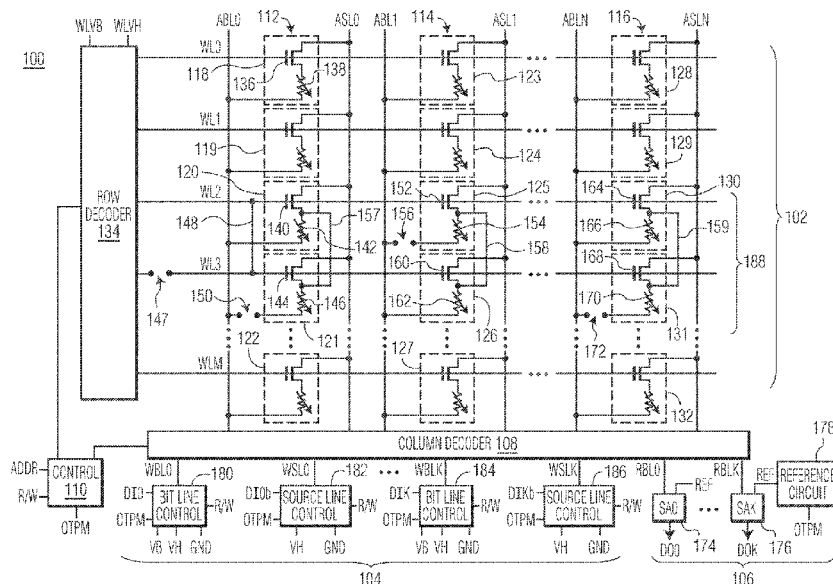 WLVB WLVH ABL0 112 ASL0 ABL1 114 ASL1 ABLN 116 ASLN
100
WL0
118 136 138 123 128
WL1
119 124 129
120 WL2 152 125 164 130
ROW DECODER 134
148 140 142 157 156 154 158 166 159 188 102
WL3
147 150 144 146 160 162 168 170
122 121 127 126 172 131
WLM
132
COLUMN DECODER 108
178
ADDR CONTROL 110 R/W OTPM
WBL0 180 WSL0 182 WBLK 184 WSLK 186 RBL0 RBLK
DI0 BIT LINE CONTROL OTPM R/W VB VH GND
DI0b SOURCE LINE CONTROL OTPM R/W VH GND
DIK BIT LINE CONTROL OTPM R/W VB VH GND
DIKb SOURCE LINE CONTROL OTPM R/W VH GND
REF SA0 DO0 174
REF SAK DOK 176
REFERENCE CIRCUIT OTPM
104 106